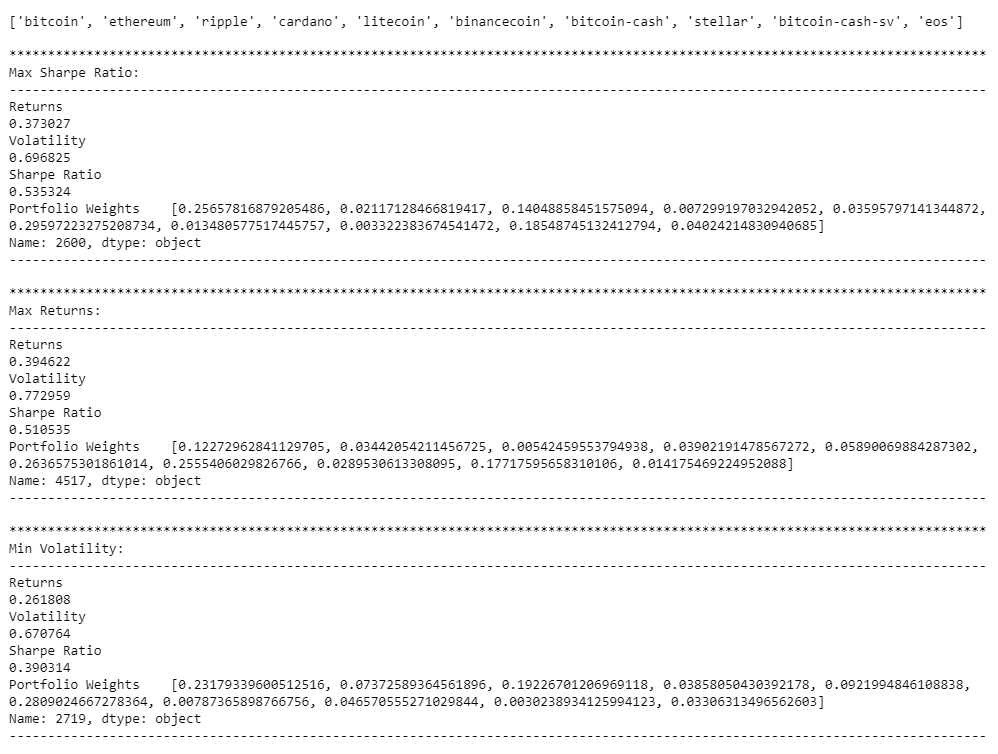 ['bitcoin', 'ethereum', 'ripple', 'cardano', 'litecoin', 'binancecoin', 'bitcoin-cash', 'stellar', 'bitcoin-cash-sv', 'eos']
*******************************************************************************************************************************
Max Sharpe Ratio:
-------------------------------------------------------------------------------------------------------------------------------
Returns
0.373027
Volatility
0.696825
Sharpe Ratio
0.535324
Portfolio Weights    [0.25657816879205486, 0.02117128466819417, 0.14048858451575094, 0.007299197032942052, 0.03595797141344872,
0.29597223275208734, 0.013480577517445757, 0.003322383674541472, 0.18548745132412794, 0.04024214830940685]
Name: 2600, dtype: object
-------------------------------------------------------------------------------------------------------------------------------
*******************************************************************************************************************************
Max Returns:
-------------------------------------------------------------------------------------------------------------------------------
Returns
0.394622
Volatility
0.772959
Sharpe Ratio
0.510535
Portfolio Weights    [0.12272962841129705, 0.03442054211456725, 0.00542459553794938, 0.03902191478567272, 0.05890069884287302,
0.2636575301861014, 0.2555406029826766, 0.0289530613308095, 0.17717595658310106, 0.014175469224952088]
Name: 4517, dtype: object
-------------------------------------------------------------------------------------------------------------------------------
*******************************************************************************************************************************
Min Volatility:
-------------------------------------------------------------------------------------------------------------------------------
Returns
0.261808
Volatility
0.670764
Sharpe Ratio
0.390314
Portfolio Weights    [0.23179339600512516, 0.07372589364561896, 0.19226701206969118, 0.03858050430392178, 0.0921994846108838,
0.2809024667278364, 0.00787365898766756, 0.046570555271029844, 0.0030238934125994123, 0.03306313496562603]
Name: 2719, dtype: object
-------------------------------------------------------------------------------------------------------------------------------